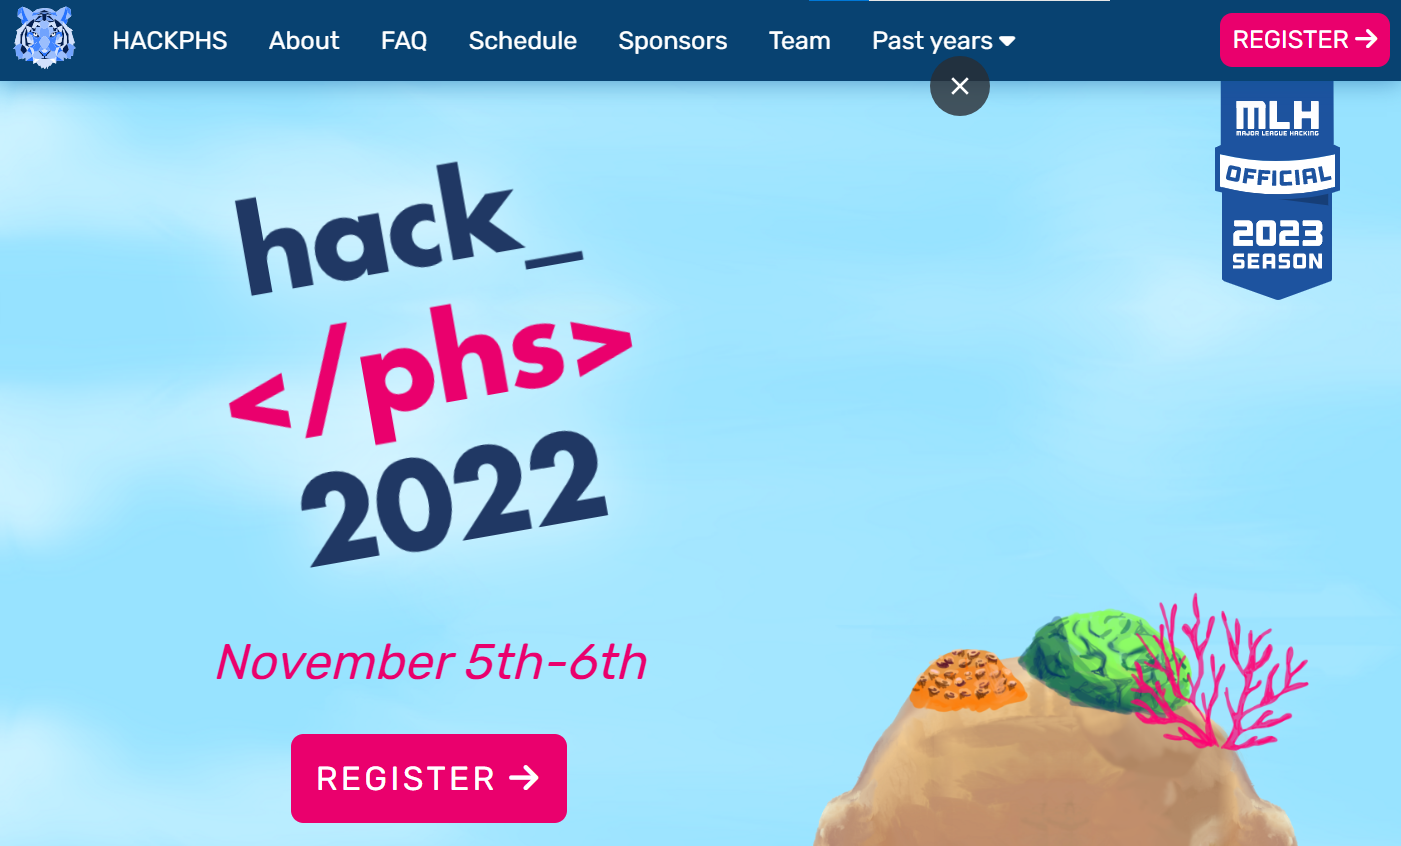 HACKPHS About FAQ Schedule Sponsors Team Past years REGISTER →
MLH
MAJOR LEAGUE HACKING
OFFICIAL
2023
SEASON
hack_
</phs>
2022
November 5th-6th
REGISTER →